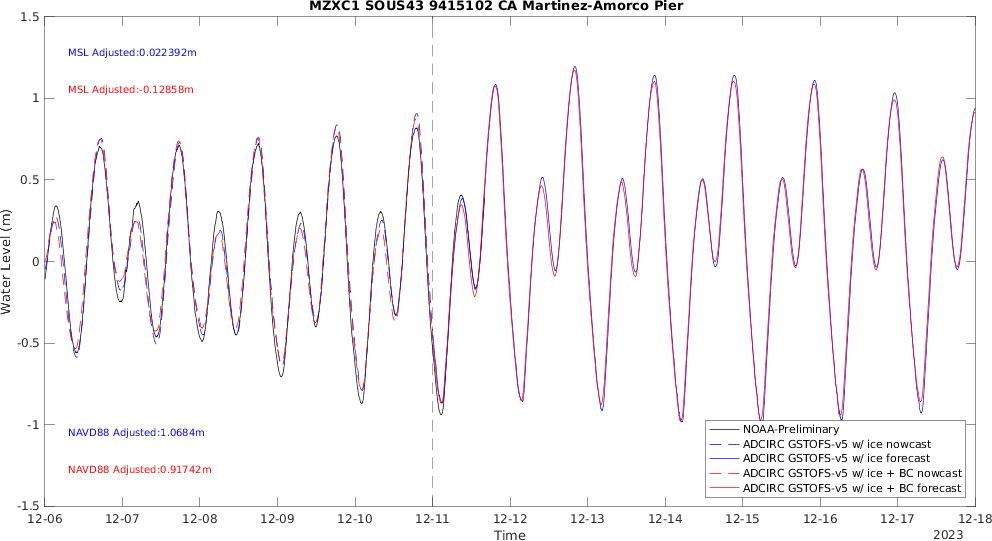 MZXC1 SOUS43 9415102 CA Martinez-Amorco Pier
1.5
1
0.5
0
-0.5
-1
-1.5
Water Level (m)
MSL Adjusted:0.022392m
MSL Adjusted:-0.12858m
NAVD88 Adjusted:1.0684m
NAVD88 Adjusted:0.91742m
NOAA-Preliminary
ADCIRC GSTOFS-v5 w/ ice nowcast
ADCIRC GSTOFS-v5 w/ ice forecast
ADCIRC GSTOFS-v5 w/ ice + BC nowcast
ADCIRC GSTOFS-v5 w/ ice + BC forecast
12-06 12-07 12-08 12-09 12-10 12-11 12-12 12-13 12-14 12-15 12-16 12-17 12-18
Time
2023